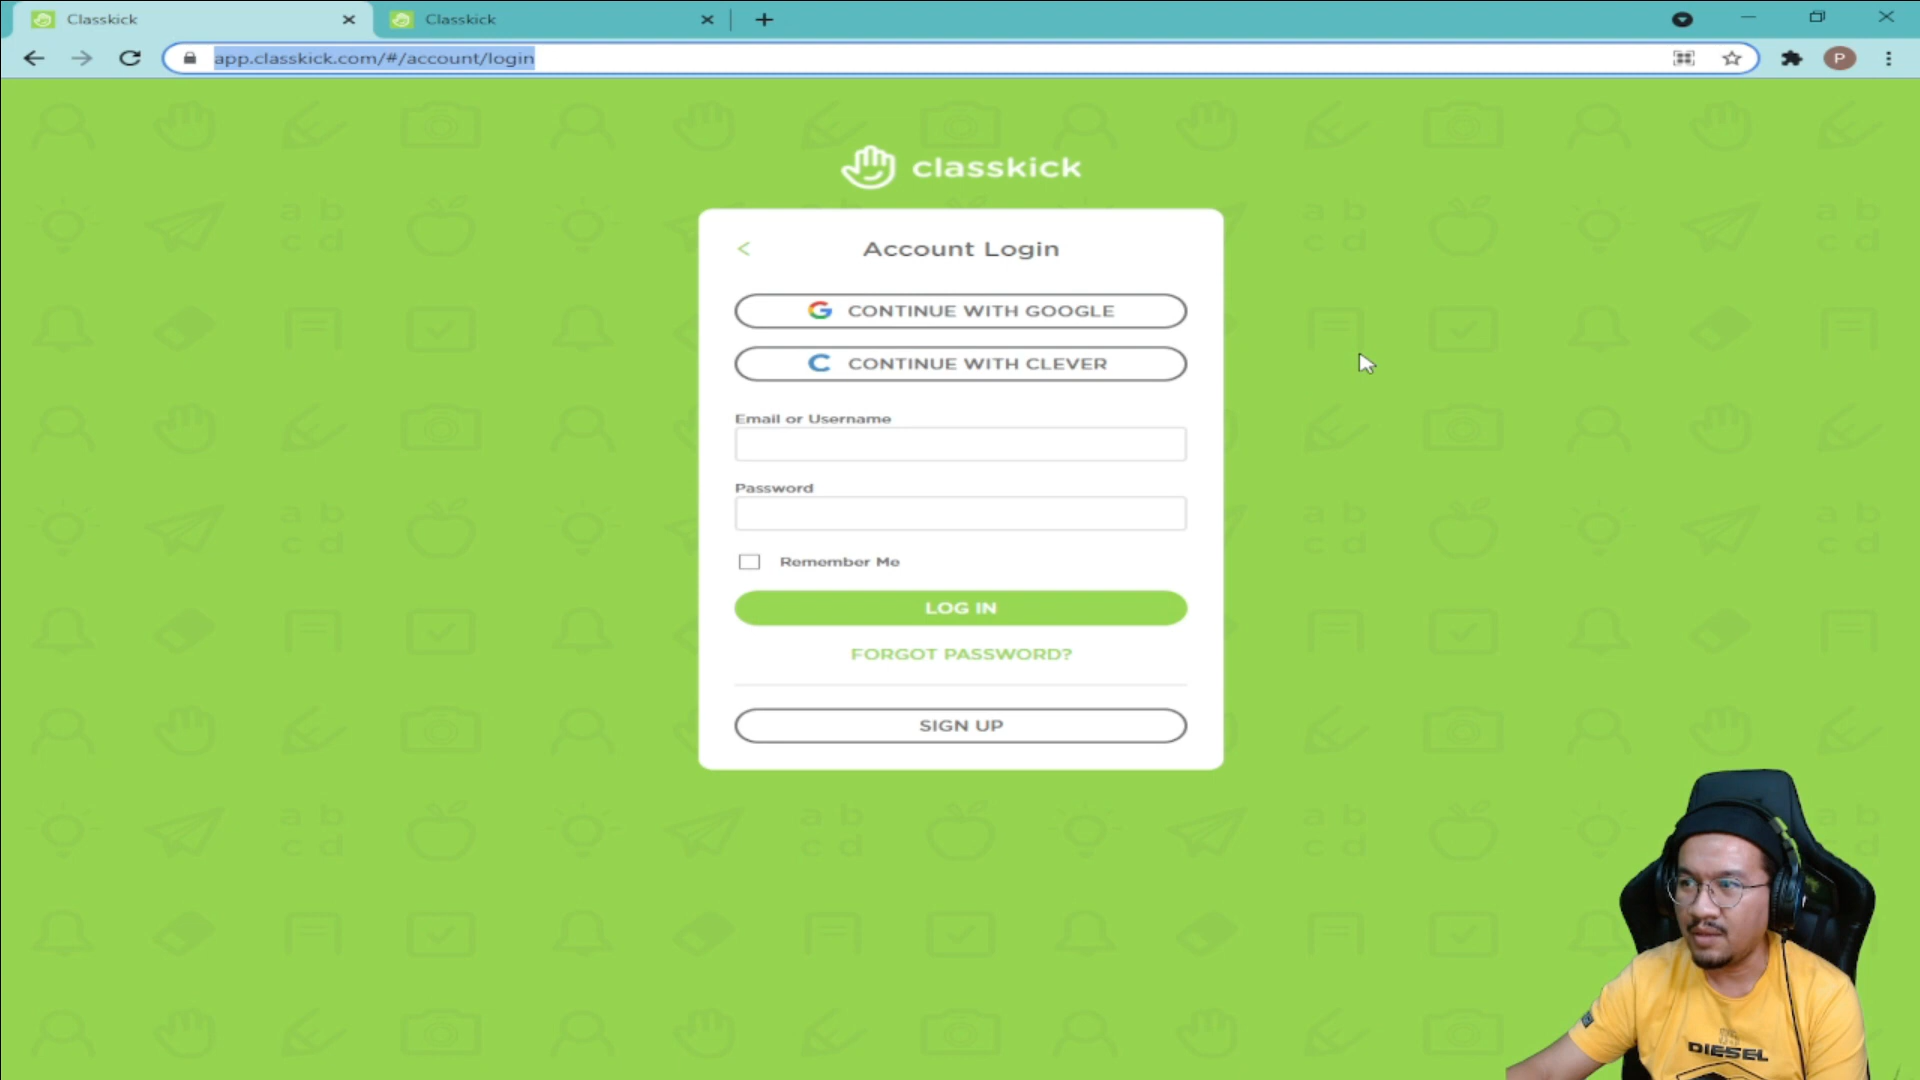 Classkick
Classkick
app.classkick.com/#/account/login
P
classkick
< Account Login
CONTINUE WITH GOOGLE
CONTINUE WITH CLEVER
Email or Username
Password
Remember Me
LOG IN
FORGOT PASSWORD?
SIGN UP
DIESEL